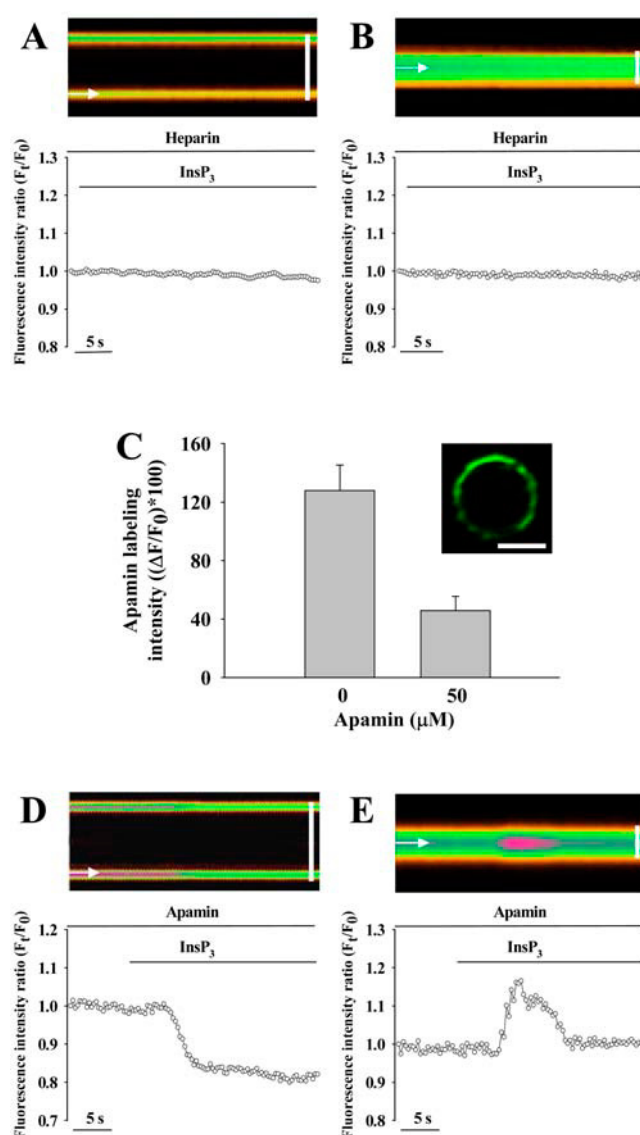 A
B
Heparin
InsP3
Fluorescence intensity ratio (Ft/F0)
1.3
1.2
1.1
1.0
0.9
0.8
5 s
Heparin
InsP3
Fluorescence intensity ratio (Ft/F0)
1.3
1.2
1.1
1.0
0.9
0.8
5 s
C
Apamin labeling
intensity ((ΔF/F0)*100)
160
120
80
40
0
0
50
Apamin (μM)
D
E
Apamin
InsP3
Fluorescence intensity ratio (Ft/F0)
1.2
1.1
1.0
0.9
0.8
0.7
5 s
Apamin
InsP3
Fluorescence intensity ratio (Ft/F0)
1.3
1.2
1.1
1.0
0.9
0.8
5 s